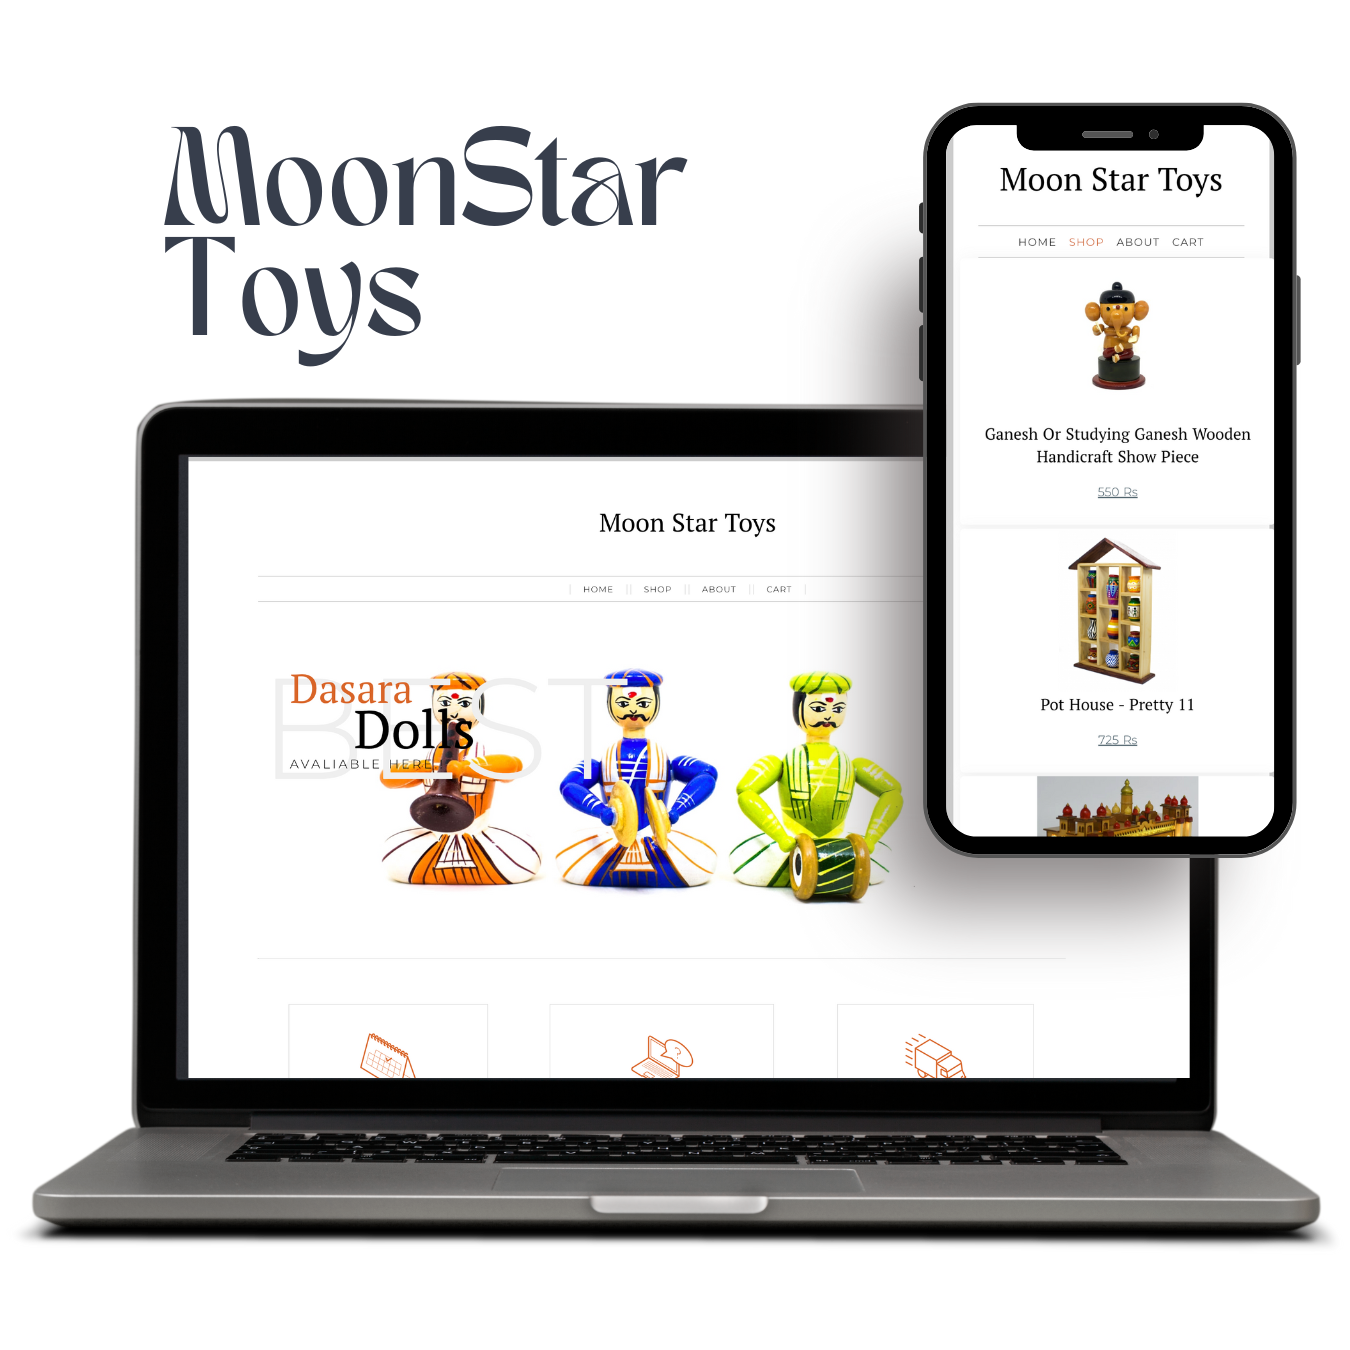 MoonStar
Toys
Moon Star Toys
HOME SHOP ABOUT CART
Ganesh Or Studying Ganesh Wooden
Handicraft Show Piece
550 Rs
Pot House - Pretty 11
725 Rs
Moon Star Toys
HOME SHOP ABOUT CART
BEST
Dasara
Dolls
AVALIABLE HERE